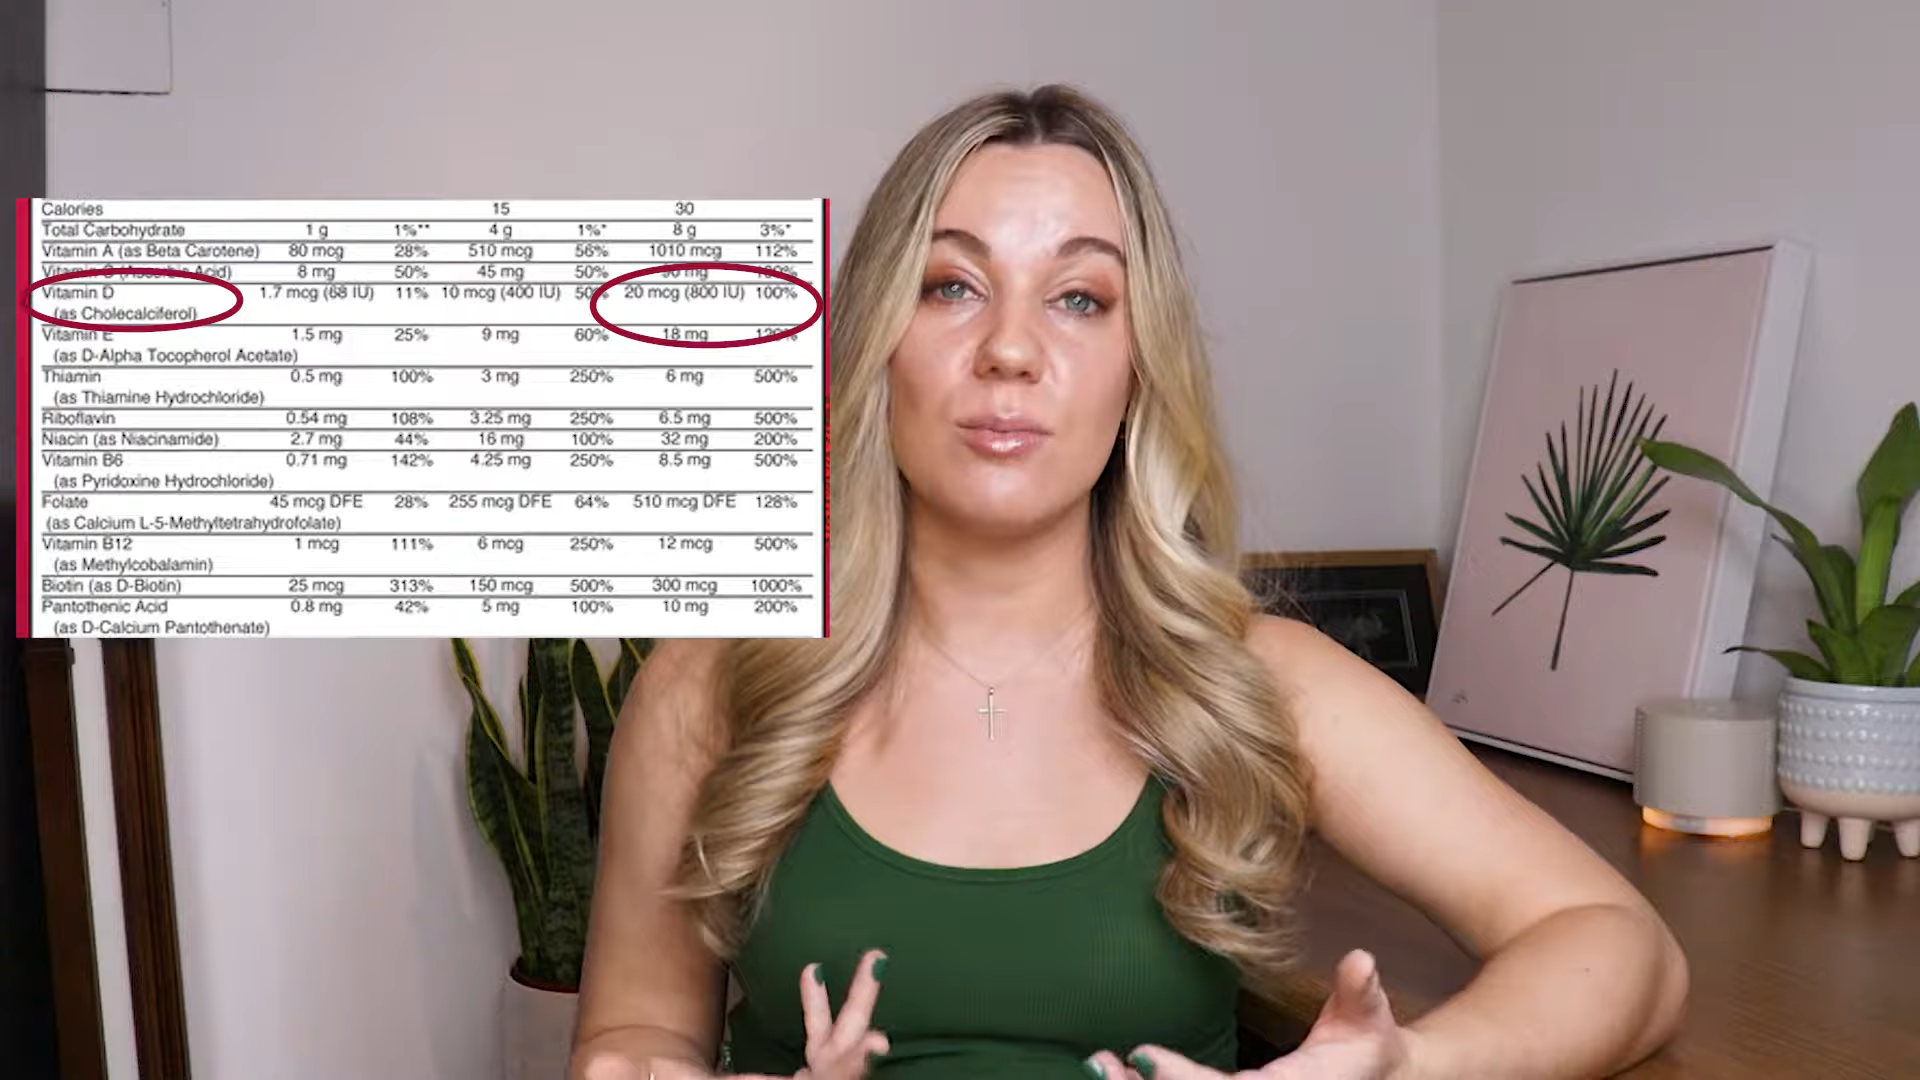 Calories 15 30
Total Carbohydrate 1 g 1%** 4 g 1%* 8 g 3%*
Vitamin A (as Beta Carotene) 80 mcg 28% 510 mcg 56% 1010 mcg 112%
Vitamin C (Ascorbic Acid) 8 mg 50% 45 mg 50% 90 mg 100%
Vitamin D 1.7 mcg (68 IU) 11% 10 mcg (400 IU) 50% 20 mcg (800 IU) 100%
(as Cholecalciferol)
Vitamin E 1.5 mg 25% 9 mg 60% 18 mg 120%
(as D-Alpha Tocopherol Acetate)
Thiamin 0.5 mg 100% 3 mg 250% 6 mg 500%
(as Thiamine Hydrochloride)
Riboflavin 0.54 mg 108% 3.25 mg 250% 6.5 mg 500%
Niacin (as Niacinamide) 2.7 mg 44% 16 mg 100% 32 mg 200%
Vitamin B6 0.71 mg 142% 4.25 mg 250% 8.5 mg 500%
(as Pyridoxine Hydrochloride)
Folate 45 mcg DFE 28% 255 mcg DFE 64% 510 mcg DFE 128%
(as Calcium L-5-Methyltetrahydrofolate)
Vitamin B12 1 mcg 111% 6 mcg 250% 12 mcg 500%
(as Methylcobalamin)
Biotin (as D-Biotin) 25 mcg 313% 150 mcg 500% 300 mcg 1000%
Pantothenic Acid 0.8 mg 42% 5 mg 100% 10 mg 200%
(as D-Calcium Pantothenate)